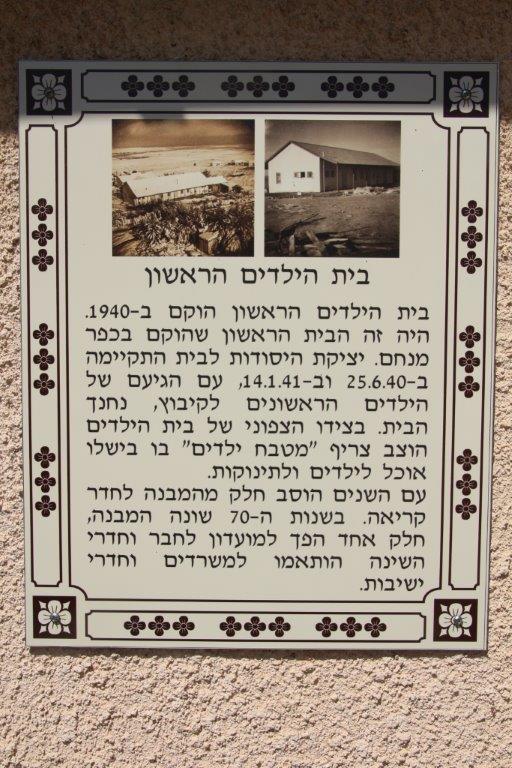 בית הילדים הראשון
בית הילדים הראשון הוקם ב-1940.
היה זה הבית הראשון שהוקם בכפר
מנחם. יציקת היסודות לבית התקיימה
ב-25.6.40 וב-14.1.41, עם הגיעם של
הילדים הראשונים לקיבוץ, נחנך
הבית. בצידו הצפוני של בית הילדים
הוצב צריף "מטבח ילדים" בו בישלו
אוכל לילדים ולתינוקות.
עם השנים הוסב חלק מהמבנה לחדר
קריאה. בשנות ה-70 שונה המבנה,
חלק אחד הפך למועדון לחבר וחדרי
השינה הותאמו למשרדים וחדרי
ישיבות.